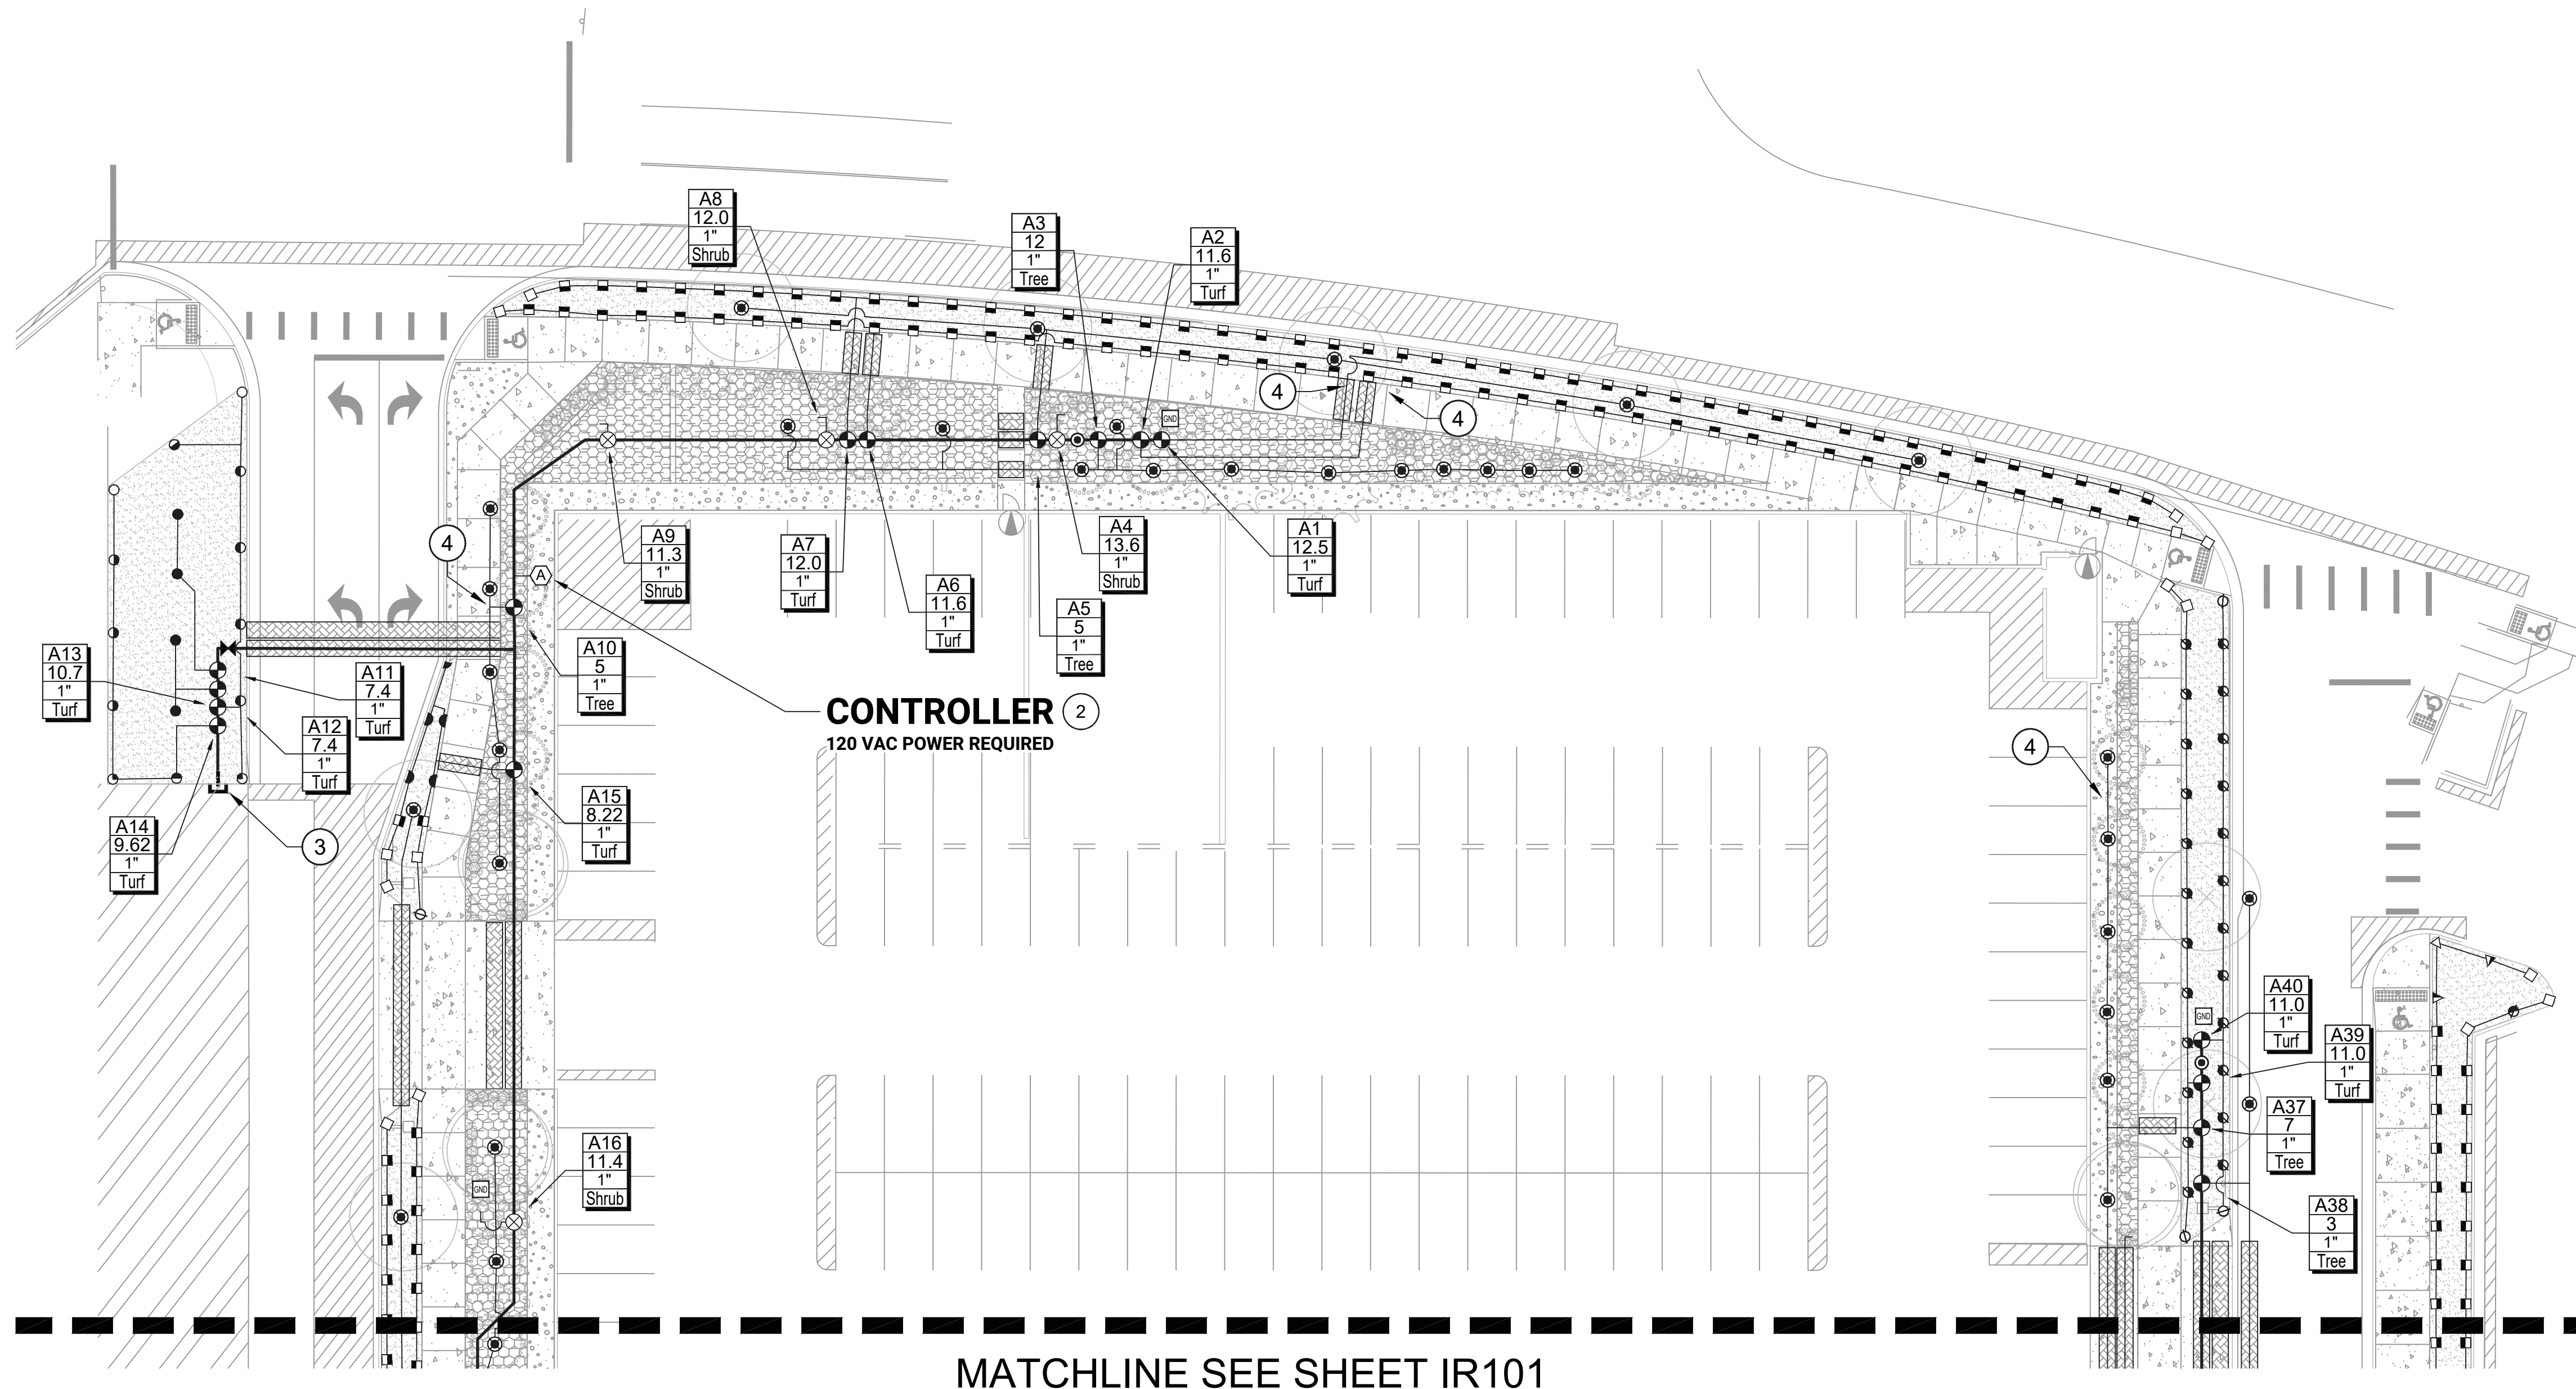 A8
12.0
1"
Shrub
A3
12
1"
Tree
A2
11.6
1"
Turf
4
4
GND
4
A
A9
11.3
1"
Shrub
A7
12.0
1"
Turf
A6
11.6
1"
Turf
A4
13.6
1"
Shrub
A5
5
1"
Tree
A1
12.5
1"
Turf
A13
10.7
1"
Turf
A11
7.4
1"
Turf
A12
7.4
1"
Turf
A10
5
1"
Tree
CONTROLLER 2
120 VAC POWER REQUIRED
4
A15
8.22
1"
Turf
A14
9.62
1"
Turf
3
GND
A40
11.0
1"
Turf
A39
11.0
1"
Turf
A37
7
1"
Tree
A16
11.4
1"
Shrub
GND
A38
3
1"
Tree
MATCHLINE SEE SHEET IR101